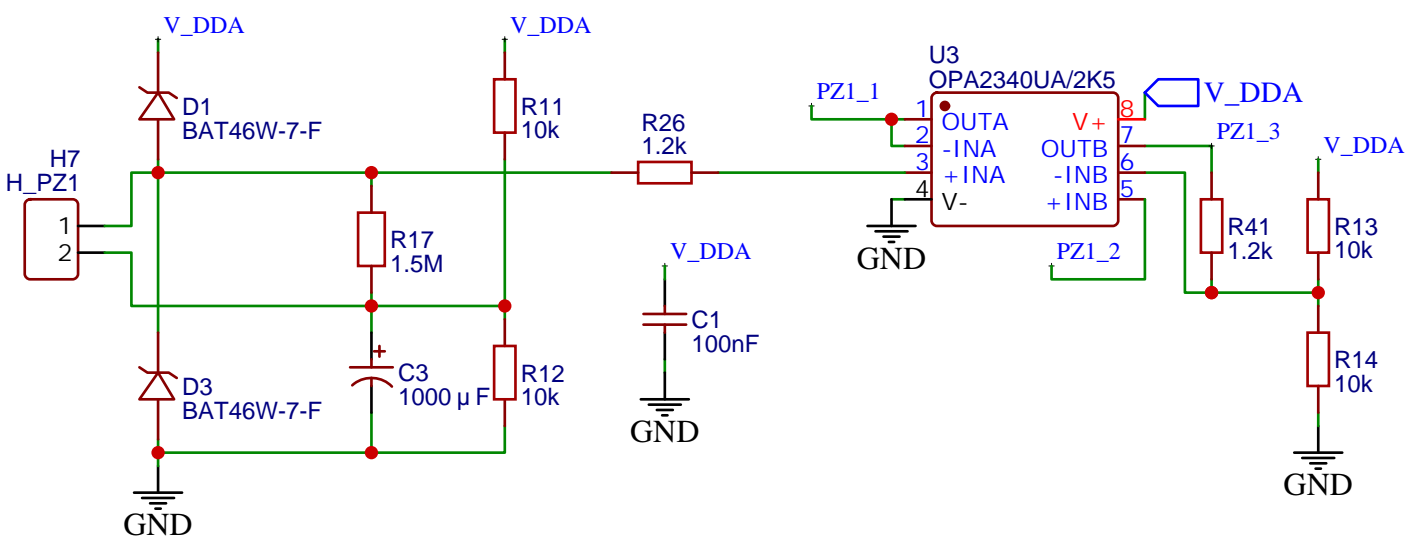 V_DDA
V_DDA
D1
BAT46W-7-F
R11
10k
H7
H_PZ1
1
2
R17
1.5M
R26
1.2k
D3
BAT46W-7-F
+
C3
1000 μ F
R12
10k
GND
V_DDA
C1
100nF
GND
U3
OPA2340UA/2K5
PZ1_1
1
OUTA
2
-INA
3
+INA
4
V-
8
V+
7
OUTB
6
-INB
5
+INB
V_DDA
GND
PZ1_2
PZ1_3
R41
1.2k
V_DDA
R13
10k
R14
10k
GND